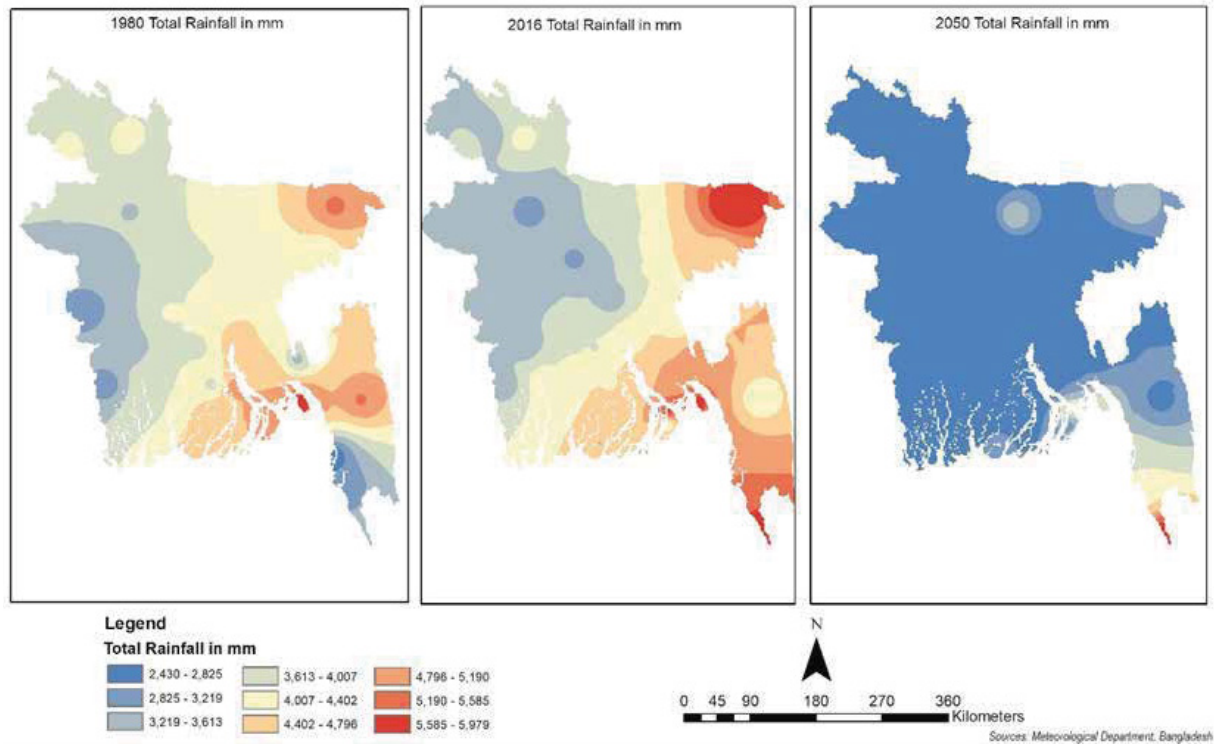 1980 Total Rainfall in mm
2016 Total Rainfall in mm
2050 Total Rainfall in mm
Legend
Total Rainfall in mm
2,430 - 2,825
2,825 - 3,219
3,219 - 3,613
3,613 - 4,007
4,007 - 4,402
4,402 - 4,796
4,796 - 5,190
5,190 - 5,585
5,585 - 5,979
N
0 45 90 180 270 360
Kilometers
Sources: Meteorological Department, Bangladesh